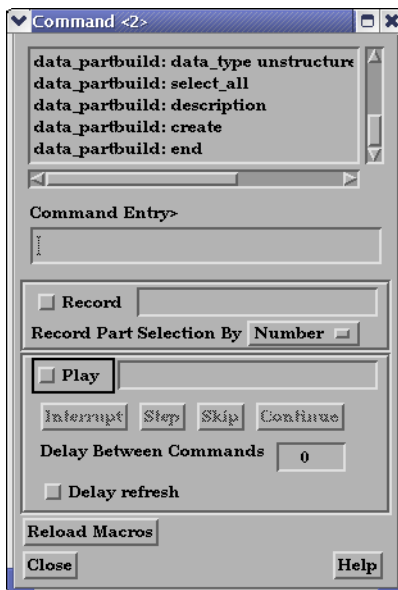 Command <2>
data_partbuild: data_type unstructure
data_partbuild: select_all
data_partbuild: description
data_partbuild: create
data_partbuild: end
Command Entry>
Record
Record Part Selection By Number
Play
Interrupt Step Skip Continue
Delay Between Commands 0
Delay refresh
Reload Macros
Close Help